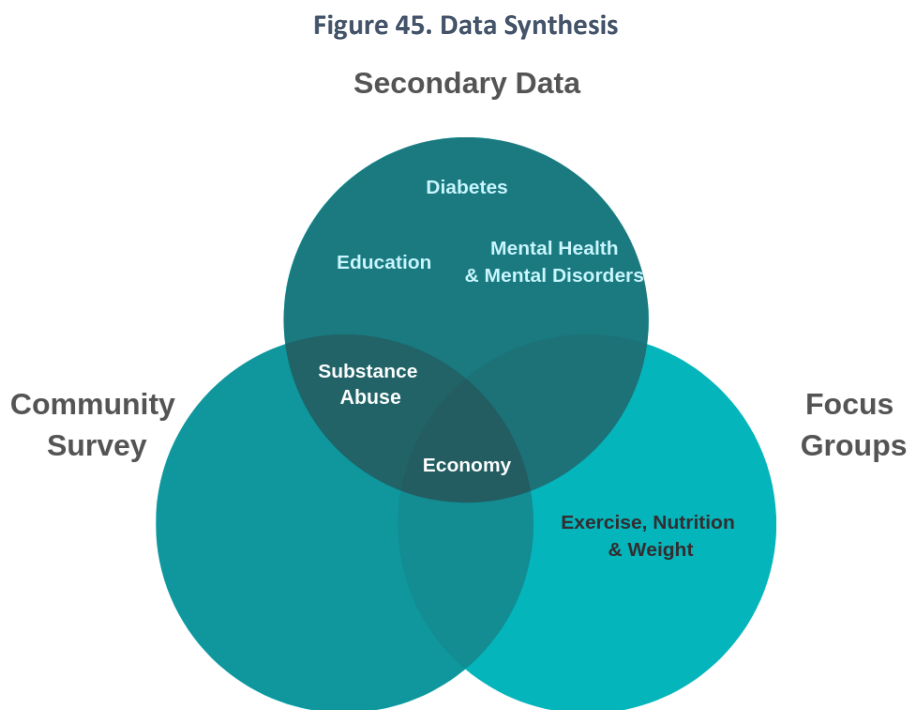 Figure 45. Data Synthesis
Secondary Data
Diabetes
Education
Mental Health
& Mental Disorders
Substance
Abuse
Community
Survey
Focus
Groups
Economy
Exercise, Nutrition
& Weight